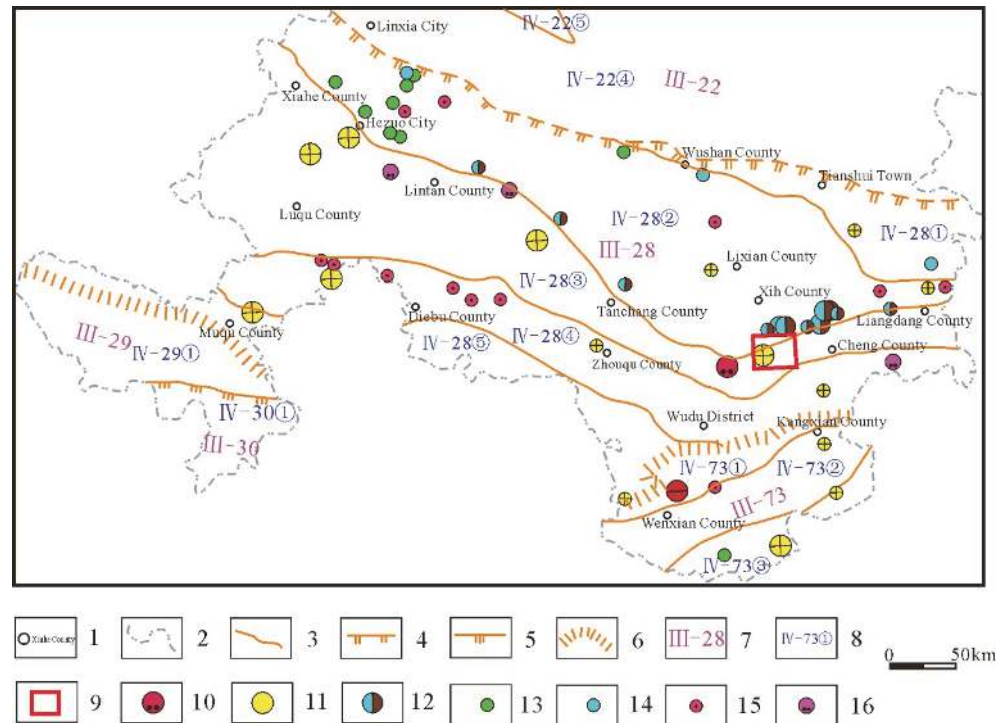 Linxia City
IV-22⑤
IV-22④
III-22
Xiahe County
Hezuo City
Wushan County
Tianshui Town
Lintan County
Luqu County
IV-28②
IV-28①
III-28
Lixian County
IV-28③
Tanchang County
Xih County
Liangdang County
Muqu County
Diebu County
IV-28④
Cheng County
III-29
IV-29①
IV-28⑤
Zhouqu County
IV-30①
III-30
Wudu District
Kangxian County
IV-73①
IV-73②
III-73
Wenxian County
IV-73③
Xiahe County 1 2 3 4 5 6 III-28 7 IV-73① 8
0 50km
9 10 11 12 13 14 15 16